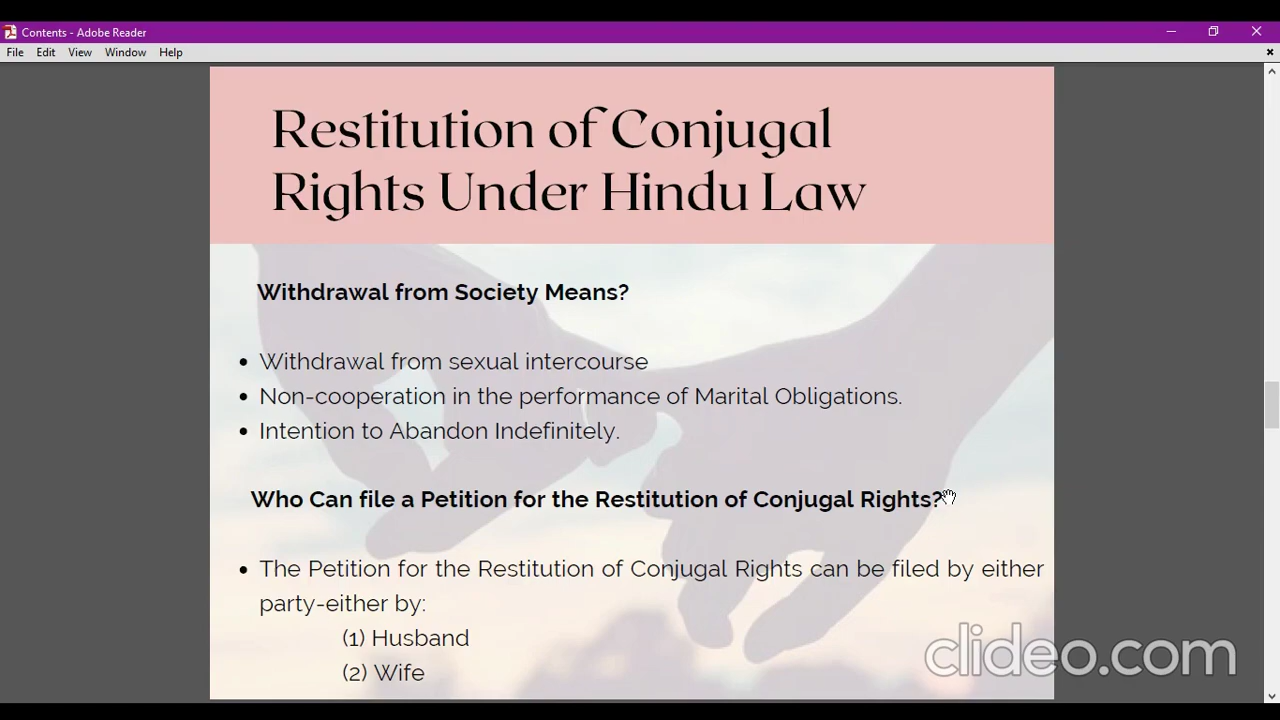 Contents - Adobe Reader
File Edit View Window Help
Restitution of Conjugal
Rights Under Hindu Law
Withdrawal from Society Means?
• Withdrawal from sexual intercourse
• Non-cooperation in the performance of Marital Obligations.
• Intention to Abandon Indefinitely.
Who Can file a Petition for the Restitution of Conjugal Rights?
• The Petition for the Restitution of Conjugal Rights can be filed by either
party-either by:
(1) Husband
(2) Wife
clideo.com